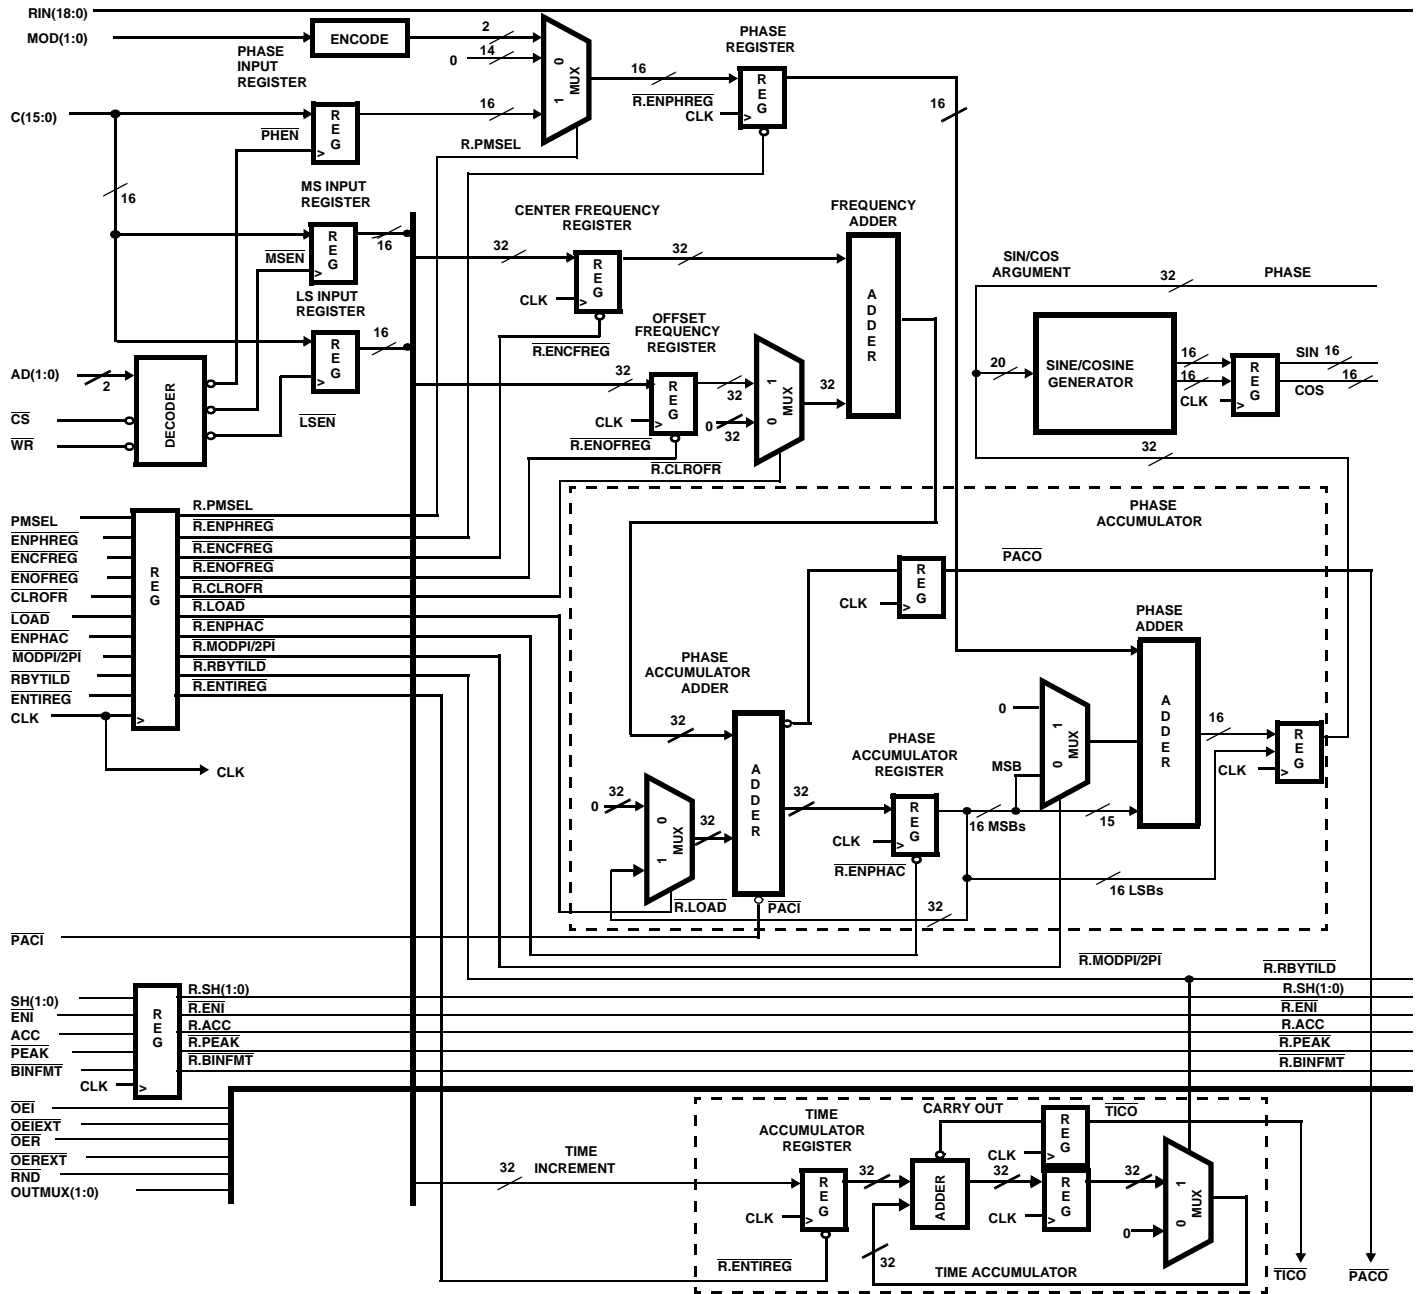 RIN(18:0)
MOD(1:0)
ENCODE
2
14
0
PHASE
INPUT
REGISTER
PHASE
REGISTER
C(15:0)
REG
PHEN
16
0
1
MUX
R.PMSEL
16
R.ENPHREG
CLK
REG
16
16
MS INPUT
REGISTER
REG
MSEN
16
LS INPUT
REGISTER
REG
LSEN
16
CENTER FREQUENCY
REGISTER
32
CLK
REG
R.ENCFREG
32
FREQUENCY
ADDER
ADDER
OFFSET
FREQUENCY
REGISTER
32
CLK
REG
R.ENOFREG
32
0
32
1
0
MUX
32
R.CLROFR
SIN/COS
ARGUMENT
32
PHASE
20
SINE/COSINE
GENERATOR
16
16
CLK
REG
SIN
16
COS
16
32
AD(1:0)
2
CS
WR
DECODER
PMSEL
ENPHREG
ENCFREG
ENOFREG
CLROFR
LOAD
ENPHAC
MODPI/2PI
RBYTILD
ENTIREG
CLK
REG
R.PMSEL
R.ENPHREG
R.ENCFREG
R.ENOFREG
R.CLROFR
R.LOAD
R.ENPHAC
R.MODPI/2PI
R.RBYTILD
R.ENTIREG
CLK
PHASE
ACCUMULATOR
PACO
CLK
REG
PHASE
ADDER
ADDER
PHASE
ACCUMULATOR
ADDER
32
ADDER
0
32
0
1
MUX
32
R.LOAD
PACI
32
PHASE
ACCUMULATOR
REGISTER
CLK
REG
R.ENPHAC
0
1
0
MUX
MSB
16 MSBs
15
16
CLK
REG
16 LSBs
32
PACI
R.MODPI/2PI
R.RBYTILD
SH(1:0)
ENI
ACC
PEAK
BINFMT
CLK
REG
R.SH(1:0)
R.ENI
R.ACC
R.PEAK
R.BINFMT
R.SH(1:0)
R.ENI
R.ACC
R.PEAK
R.BINFMT
OEI
OEIEXT
OER
OEREXT
RND
OUTMUX(1:0)
32
TIME
INCREMENT
TIME
ACCUMULATOR
REGISTER
CLK
REG
R.ENTIREG
32
CARRY OUT
ADDER
32
CLK
REG
TICO
32
CLK
REG
32
0
1
0
MUX
TIME ACCUMULATOR
TICO
PACO